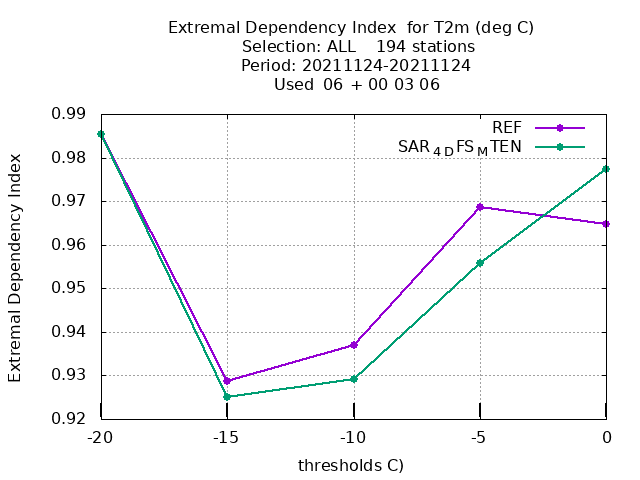 Extremal Dependency Index  for T2m (deg C)
Selection: ALL    194 stations
Period: 20211124-20211124
Used  06 + 00 03 06
Extremal Dependency Index
0.99
0.98
0.97
0.96
0.95
0.94
0.93
0.92
REF
SAR4DFSMTEN
-20
-15
-10
-5
0
thresholds C)